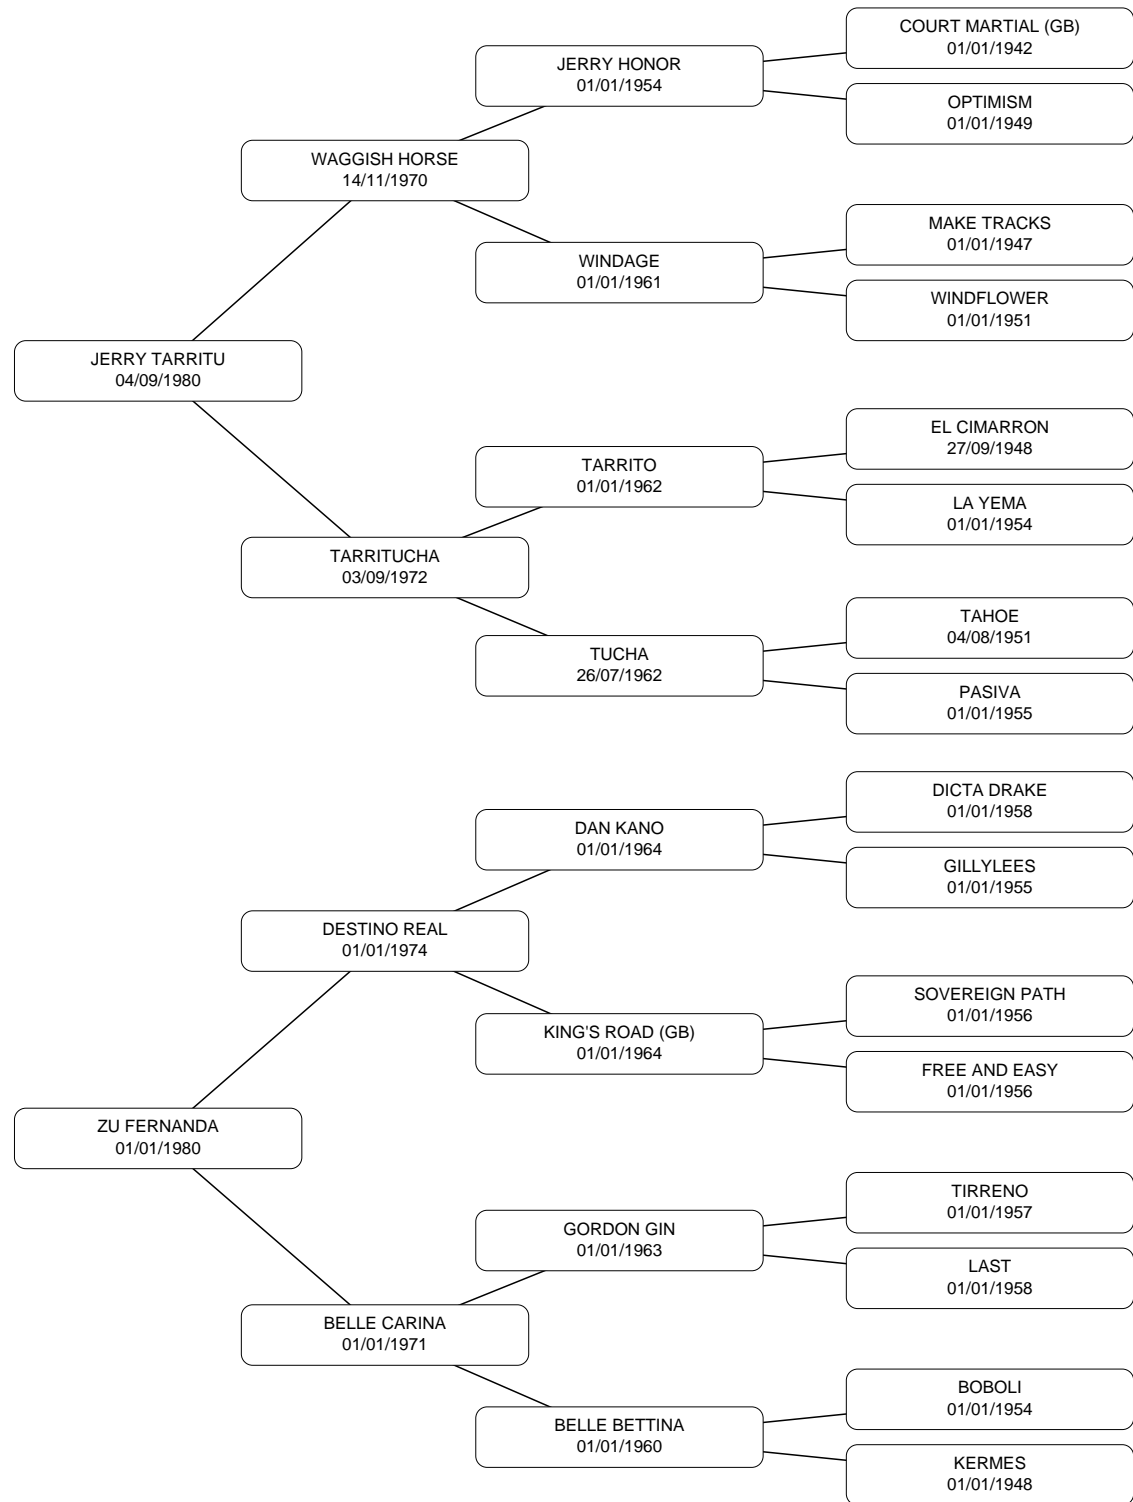 COURT MARTIAL (GB)
01/01/1942
JERRY HONOR
01/01/1954
OPTIMISM
01/01/1949
WAGGISH HORSE
14/11/1970
MAKE TRACKS
01/01/1947
WINDAGE
01/01/1961
WINDFLOWER
01/01/1951
JERRY TARRITU
04/09/1980
EL CIMARRON
27/09/1948
TARRITO
01/01/1962
LA YEMA
01/01/1954
TARRITUCHA
03/09/1972
TAHOE
04/08/1951
TUCHA
26/07/1962
PASIVA
01/01/1955
DICTA DRAKE
01/01/1958
DAN KANO
01/01/1964
GILLYLEES
01/01/1955
DESTINO REAL
01/01/1974
SOVEREIGN PATH
01/01/1956
KING'S ROAD (GB)
01/01/1964
FREE AND EASY
01/01/1956
ZU FERNANDA
01/01/1980
TIRRENO
01/01/1957
GORDON GIN
01/01/1963
LAST
01/01/1958
BELLE CARINA
01/01/1971
BOBOLI
01/01/1954
BELLE BETTINA
01/01/1960
KERMES
01/01/1948